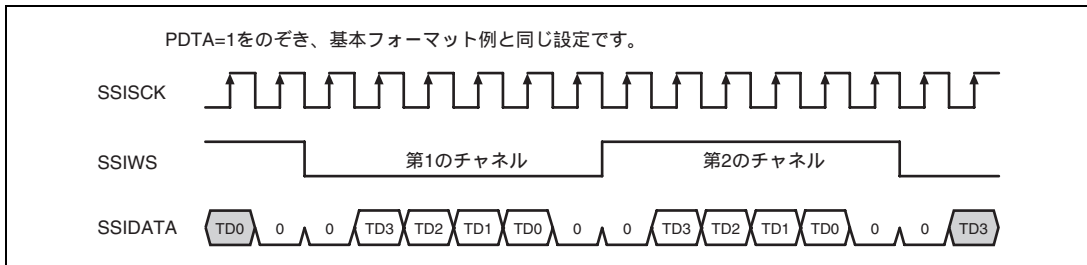 PDTA=1をのぞき、基本フォーマット例と同じ設定です。
SSISCK
SSIWS 第1のチャネル 第2のチャネル
SSIDATA TD0 0 0 TD3 TD2 TD1 TD0 0 0 TD3 TD2 TD1 TD0 0 0 TD3